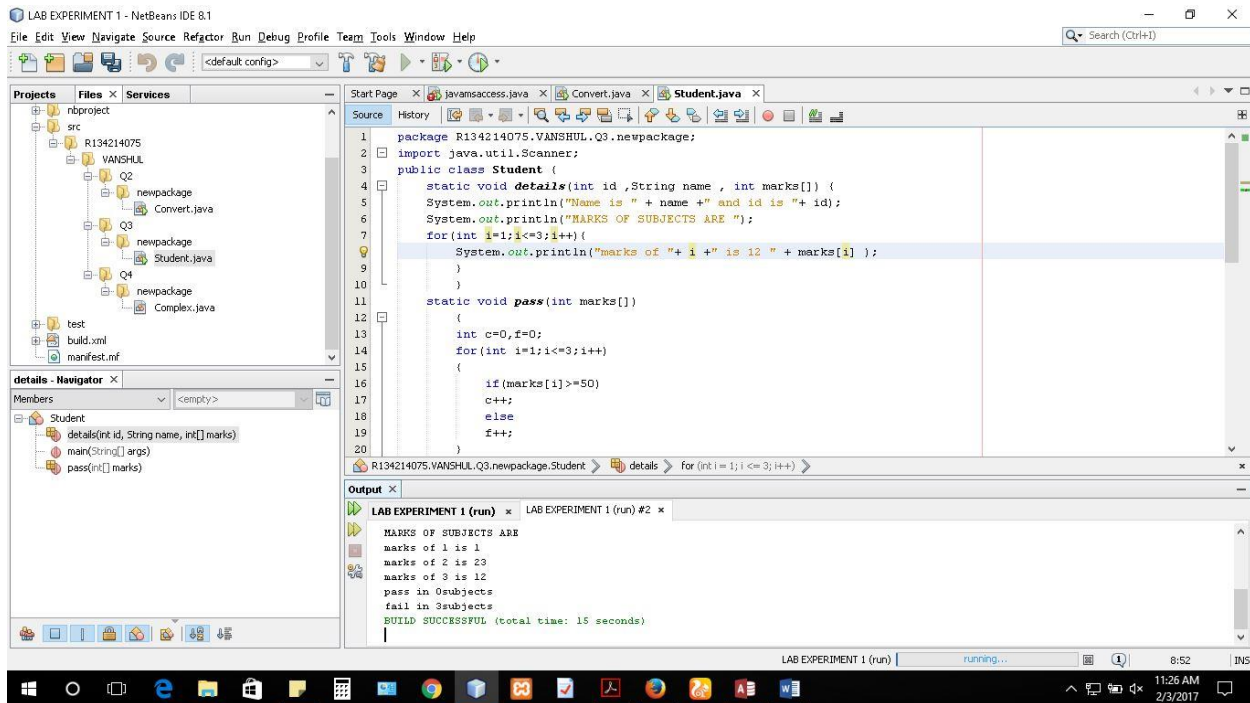 LAB EXPERIMENT 1 - NetBeans IDE 8.1
File Edit View Navigate Source Refactor Run Debug Profile Team Tools Window Help
Search (Ctrl+I)
<default config>
Projects Files Services
nbproject
src
R134214075
VANSHUL
Q2
newpackage
Convert.java
Q3
newpackage
Student.java
Q4
newpackage
Complex.java
test
build.xml
manifest.mf
details - Navigator
Members <empty>
Student
details(int id, String name, int[] marks)
main(String[] args)
pass(int[] marks)
Start Page javamsaccess.java Convert.java Student.java
Source History
1 package R134214075.VANSHUL.Q3.newpackage;
2 import java.util.Scanner;
3 public class Student {
4 static void details(int id ,String name , int marks[]) {
5 System.out.println("Name is " + name +" and id is "+ id);
6 System.out.println("MARKS OF SUBJECTS ARE ");
7 for(int i=1;i<=3;i++){
System.out.println("marks of "+ i +" is 12 " + marks[i] );
9 }
10 }
11 static void pass(int marks[])
12 {
13 int c=0,f=0;
14 for(int i=1;i<=3;i++)
15 {
16 if(marks[i]>=50)
17 c++;
18 else
19 f++;
20 }
R134214075.VANSHUL.Q3.newpackage.Student details for (int i = 1; i <= 3; i++)
Output
LAB EXPERIMENT 1 (run) LAB EXPERIMENT 1 (run) #2
MARKS OF SUBJECTS ARE
marks of 1 is 1
marks of 2 is 23
marks of 3 is 12
pass in 0subjects
fail in 3subjects
BUILD SUCCESSFUL (total time: 15 seconds)
LAB EXPERIMENT 1 (run) running... 1 8:52 INS
11:26 AM
2/3/2017